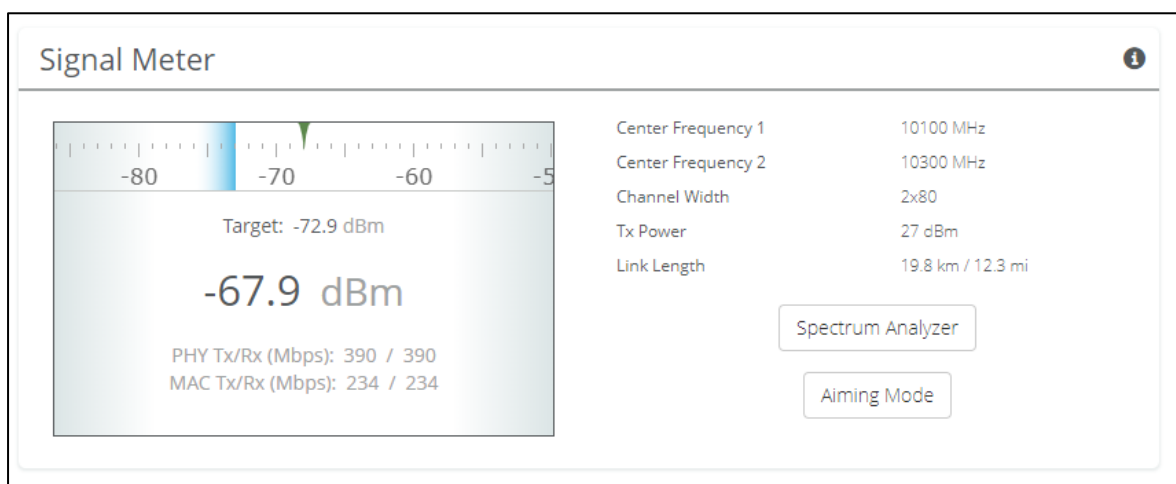 Signal Meter
-80 -70 -60 -5
Target: -72.9 dBm
-67.9 dBm
PHY Tx/Rx (Mbps): 390 / 390
MAC Tx/Rx (Mbps): 234 / 234
Center Frequency 1 10100 MHz
Center Frequency 2 10300 MHz
Channel Width 2x80
Tx Power 27 dBm
Link Length 19.8 km / 12.3 mi
Spectrum Analyzer
Aiming Mode